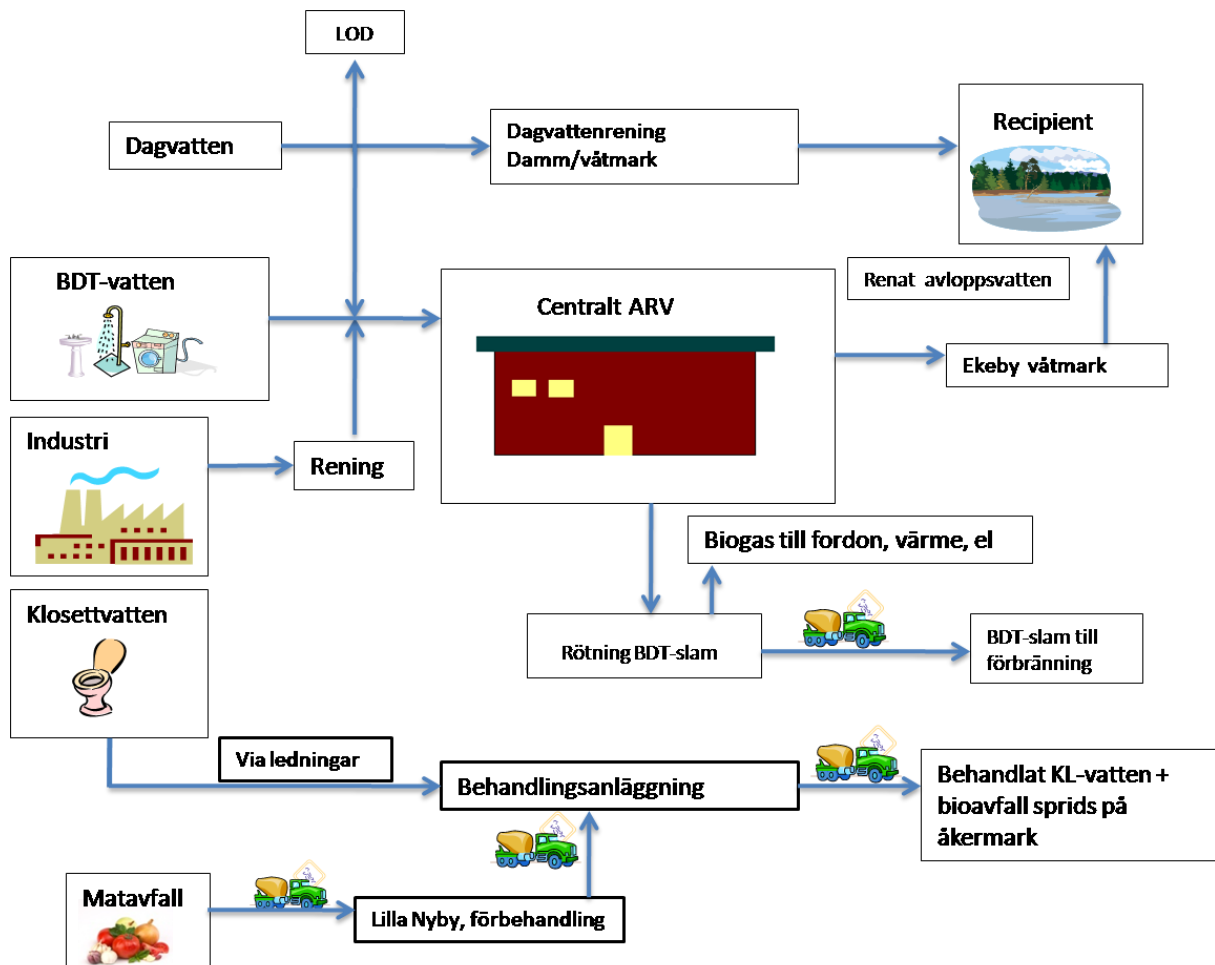 LOD
Dagvatten
Dagvattenrening
Damm/våtmark
Recipient
BDT-vatten
Centralt ARV
Renat avloppsvatten
Ekeby våtmark
Industri
Rening
Biogas till fordon, värme, el
Klosettvatten
Rötning BDT-slam
BDT-slam till
förbränning
Via ledningar
Behandlingsanläggning
Behandlat KL-vatten +
bioavfall sprids på
åkermark
Matavfall
Lilla Nyby, förbehandling